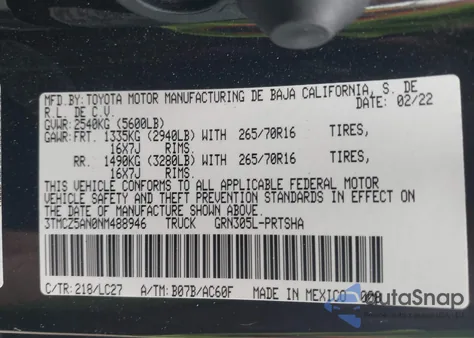 MFD.BY:TOYOTA MOTOR MANUFACTURING DE BAJA CALIFORNIA, S. DE
R.L. DE C.V. DATE: 02/22
GVWR:2540KG (5600LB)
GAWR:FRT. 1335KG (2940LB) WITH 265/70R16 TIRES,
16X7J RIMS.
RR. 1490KG (3280LB) WITH 265/70R16 TIRES,
16X7J RIMS.
THIS VEHICLE CONFORMS TO ALL APPLICABLE FEDERAL MOTOR
VEHICLE SAFETY AND THEFT PREVENTION STANDARDS IN EFFECT ON THE
DATE OF MANUFACTURE SHOWN ABOVE.
3TMCZ5AN0NM488946 TRUCK GRN305L-PRTSHA
C/TR: 218/LC27 A/TM: B07B/AC60F MADE IN MEXICO
autaSnap